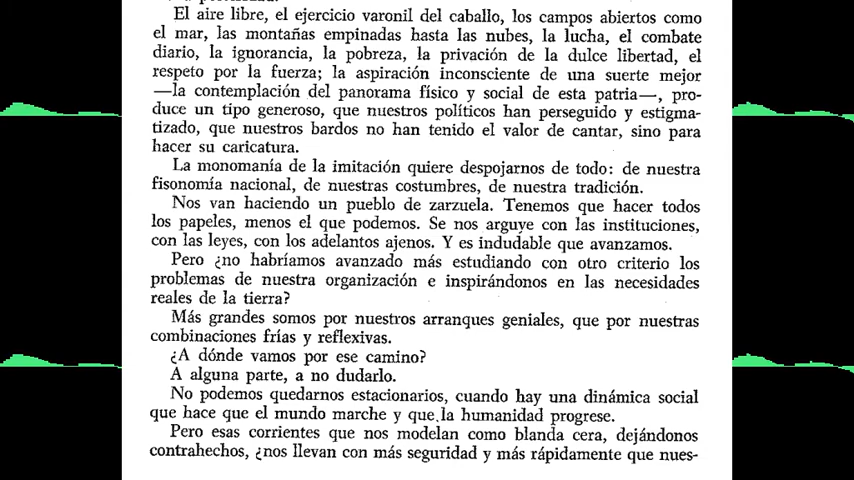 El aire libre, el ejercicio varonil del caballo, los campos abiertos como
el mar, las montañas empinadas hasta las nubes, la lucha, el combate
diario, la ignorancia, la pobreza, la privación de la dulce libertad, el
respeto por la fuerza; la aspiración inconsciente de una suerte mejor
—la contemplación del panorama físico y social de esta patria—, pro-
duce un tipo generoso, que nuestros políticos han perseguido y estigma-
tizado, que nuestros bardos no han tenido el valor de cantar, sino para
hacer su caricatura.
La monomanía de la imitación quiere despojarnos de todo: de nuestra
fisonomía nacional, de nuestras costumbres, de nuestra tradición.
Nos van haciendo un pueblo de zarzuela. Tenemos que hacer todos
los papeles, menos el que podemos. Se nos arguye con las instituciones,
con las leyes, con los adelantos ajenos. Y es indudable que avanzamos.
Pero ¿no habríamos avanzado más estudiando con otro criterio los
problemas de nuestra organización e inspirándonos en las necesidades
reales de la tierra?
Más grandes somos por nuestros arranques geniales, que por nuestras
combinaciones frías y reflexivas.
¿A dónde vamos por ese camino?
A alguna parte, a no dudarlo.
No podemos quedarnos estacionarios, cuando hay una dinámica social
que hace que el mundo marche y que la humanidad progrese.
Pero esas corrientes que nos modelan como blanda cera, dejándonos
contrahechos, ¿nos llevan con más seguridad y más rápidamente que nues-